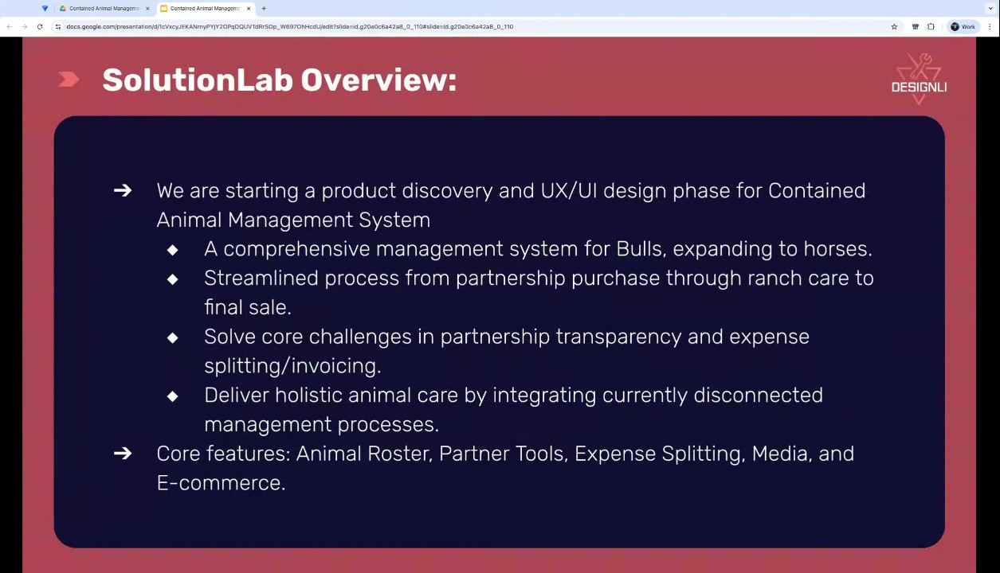 Contained Animal Manageme
Contained Animal Manageme
docs.google.com/presentation/d/1cVxcyJEKANrnyPYjY2OPqDQUVTdRrSOp_W697OhHcdU/edit?slide=id.g20e0c6a42a8_0_110#slide=id.g20e0c6a42a8_0_110
Work
SolutionLab Overview:
DESIGNLI
We are starting a product discovery and UX/UI design phase for Contained
Animal Management System
A comprehensive management system for Bulls, expanding to horses.
Streamlined process from partnership purchase through ranch care to
final sale.
Solve core challenges in partnership transparency and expense
splitting/invoicing.
Deliver holistic animal care by integrating currently disconnected
management processes.
Core features: Animal Roster, Partner Tools, Expense Splitting, Media, and
E-commerce.